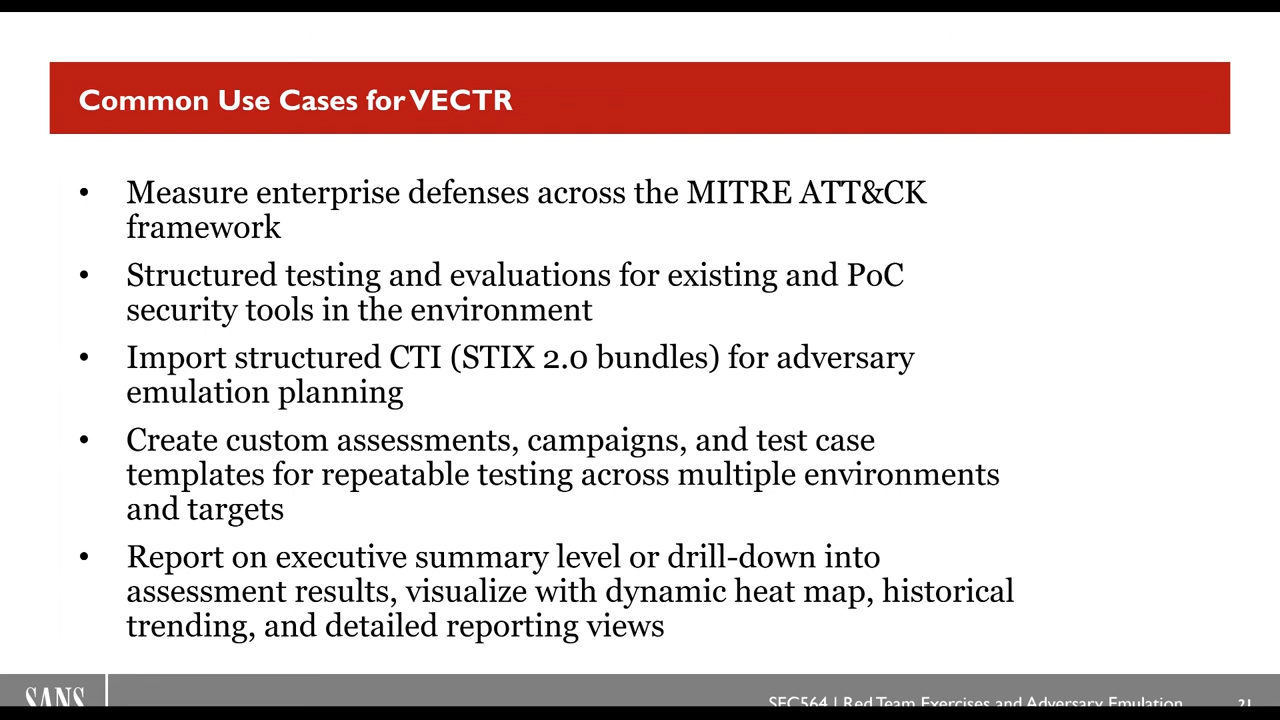 Common Use Cases for VECTR
• Measure enterprise defenses across the MITRE ATT&CK
framework
• Structured testing and evaluations for existing and PoC
security tools in the environment
• Import structured CTI (STIX 2.0 bundles) for adversary
emulation planning
• Create custom assessments, campaigns, and test case
templates for repeatable testing across multiple environments
and targets
• Report on executive summary level or drill-down into
assessment results, visualize with dynamic heat map, historical
trending, and detailed reporting views
SANS
SEC564 | Red Team Exercises and Adversary Emulation
21